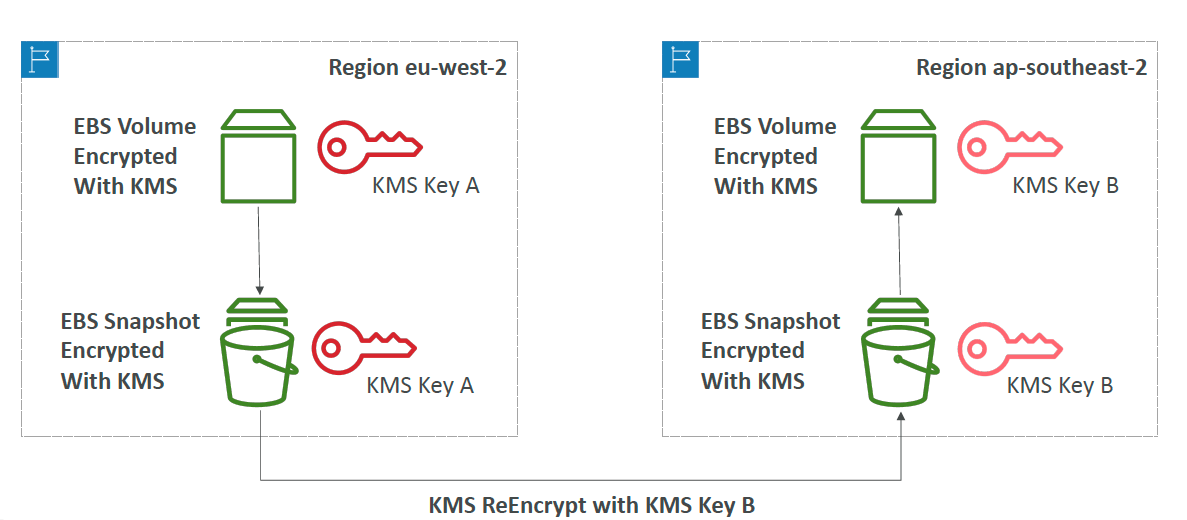 Region eu-west-2
EBS Volume
Encrypted
With KMS
KMS Key A
EBS Snapshot
Encrypted
With KMS
KMS Key A
Region ap-southeast-2
EBS Volume
Encrypted
With KMS
KMS Key B
EBS Snapshot
Encrypted
With KMS
KMS Key B
KMS ReEncrypt with KMS Key B